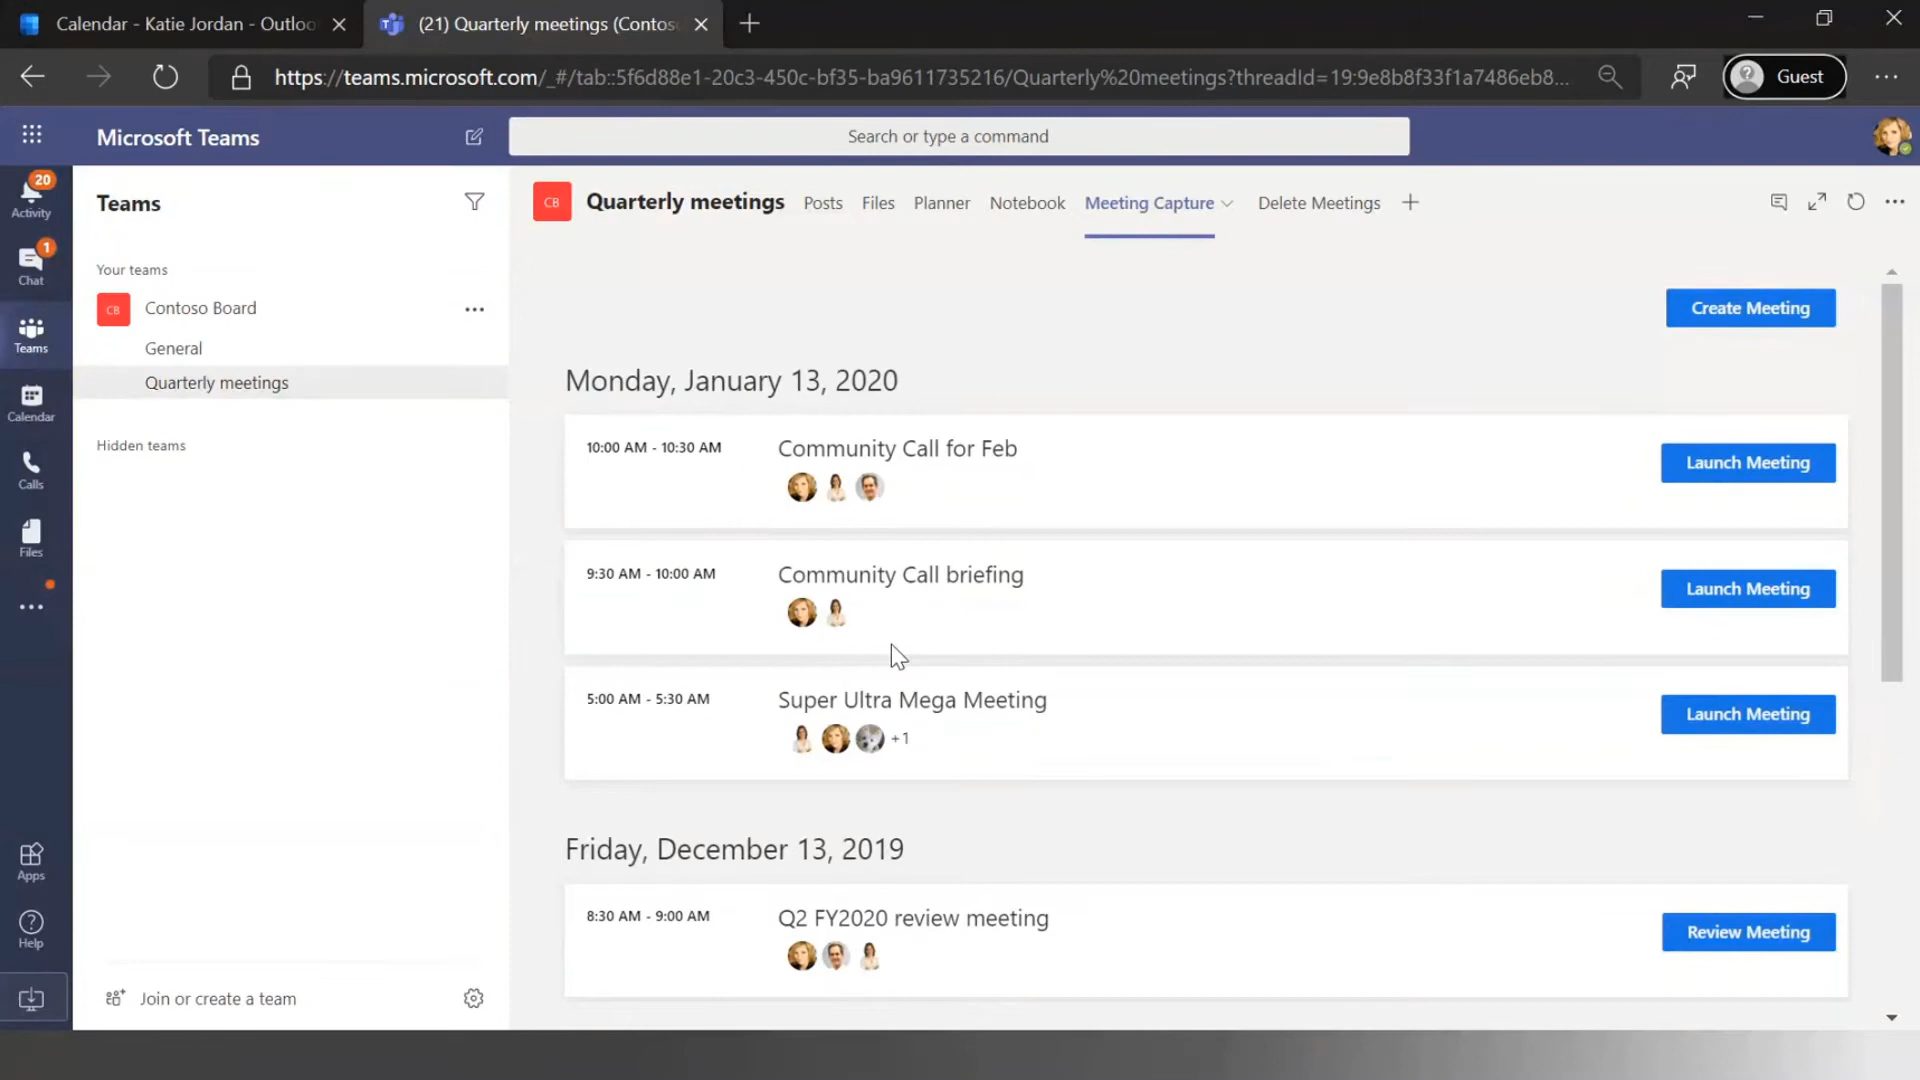 Calendar - Katie Jordan - Outloo
(21) Quarterly meetings (Contos
https://teams.microsoft.com/_#/tab::5f6d88e1-20c3-450c-bf35-ba9611735216/Quarterly%20meetings?threadId=19:9e8b8f33f1a7486eb8...
Guest
Microsoft Teams
Search or type a command
20
Activity
1
Chat
Teams
Calendar
Calls
Files
Apps
Help
Teams
Your teams
CB Contoso Board
General
Quarterly meetings
Hidden teams
Join or create a team
CB Quarterly meetings Posts Files Planner Notebook Meeting Capture Delete Meetings
Create Meeting
Monday, January 13, 2020
10:00 AM - 10:30 AM Community Call for Feb
Launch Meeting
9:30 AM - 10:00 AM Community Call briefing
Launch Meeting
5:00 AM - 5:30 AM Super Ultra Mega Meeting
+1
Launch Meeting
Friday, December 13, 2019
8:30 AM - 9:00 AM Q2 FY2020 review meeting
Review Meeting